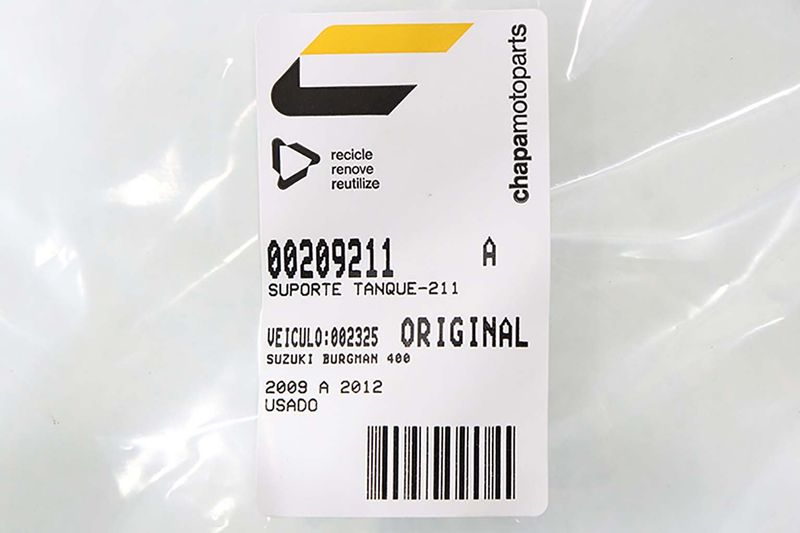 chapamotoparts
recicle
renove
reutilize
00209211 A
SUPORTE TANQUE-211
VEICULO:002325 ORIGINAL
SUZUKI BURGMAN 400
2009 A 2012
USADO